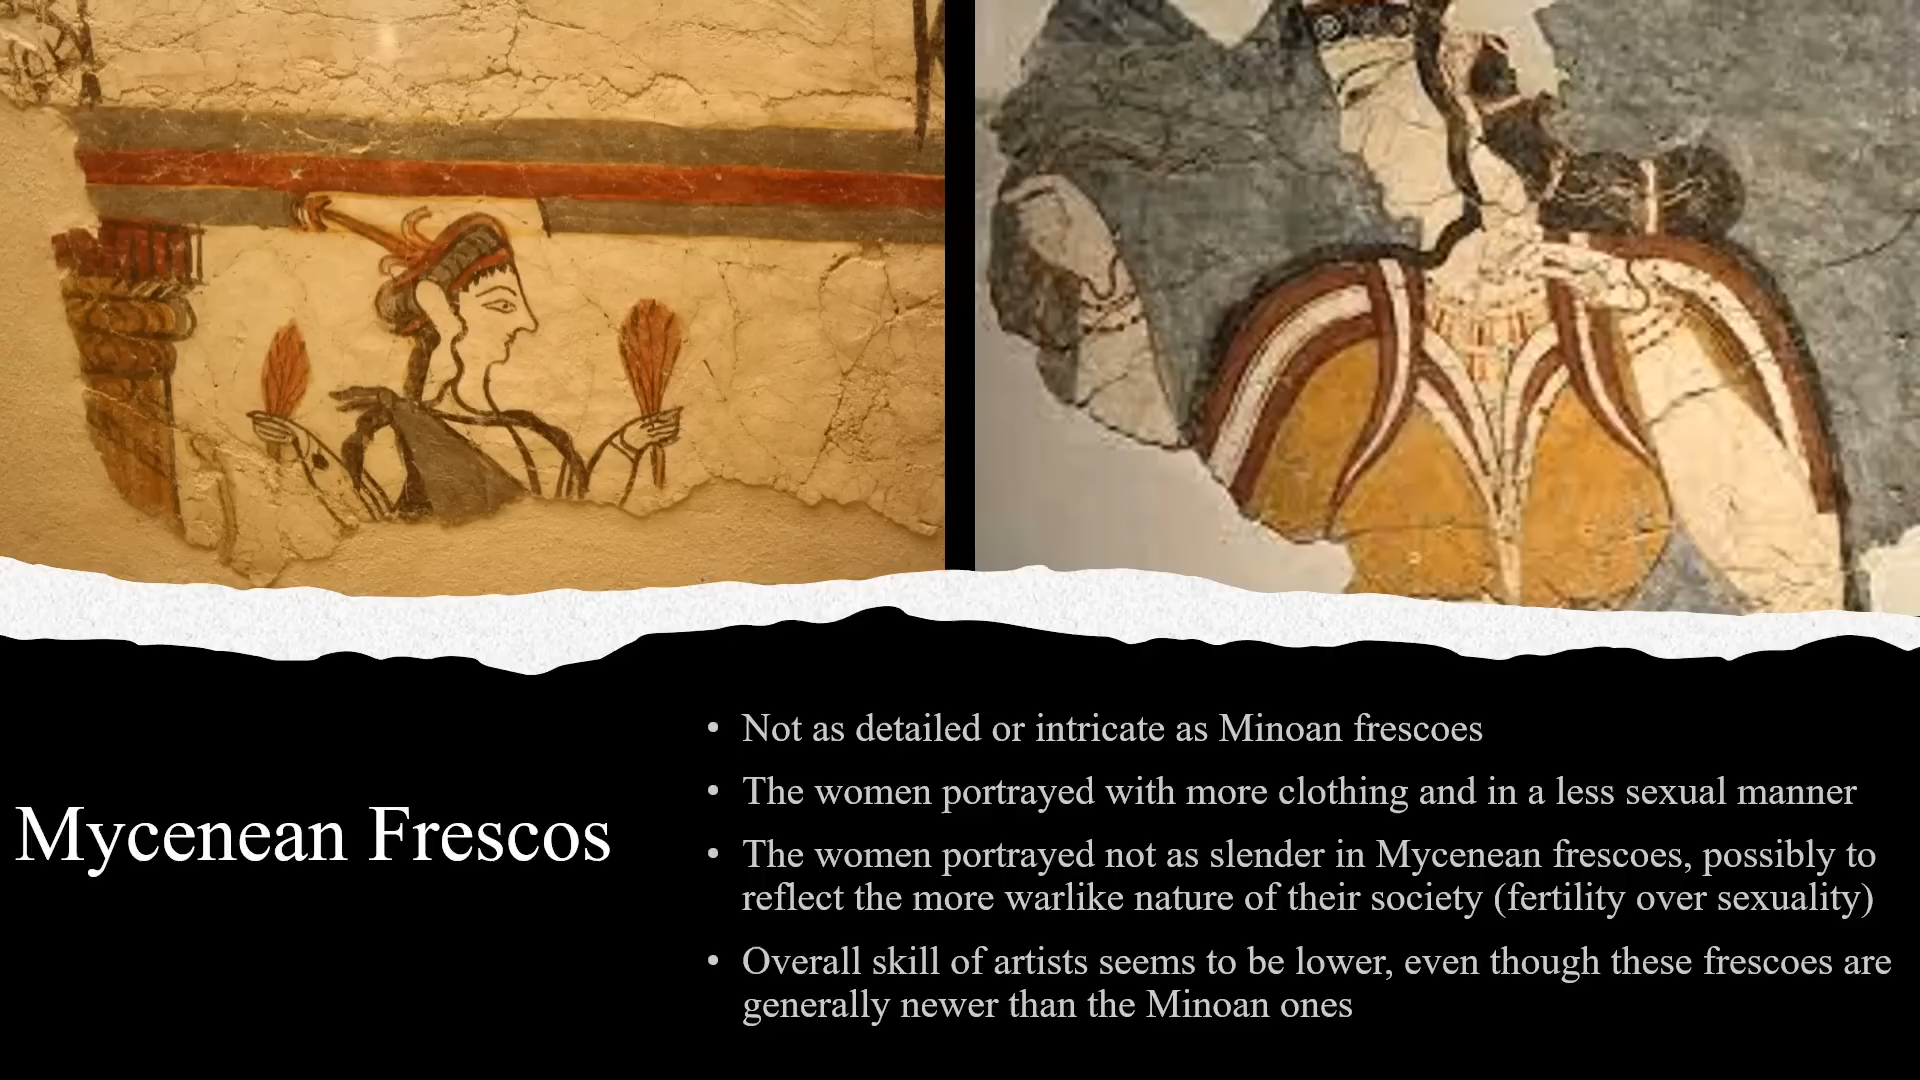 Mycenean Frescos
• Not as detailed or intricate as Minoan frescoes
• The women portrayed with more clothing and in a less sexual manner
• The women portrayed not as slender in Mycenean frescoes, possibly to
reflect the more warlike nature of their society (fertility over sexuality)
• Overall skill of artists seems to be lower, even though these frescoes are
generally newer than the Minoan ones